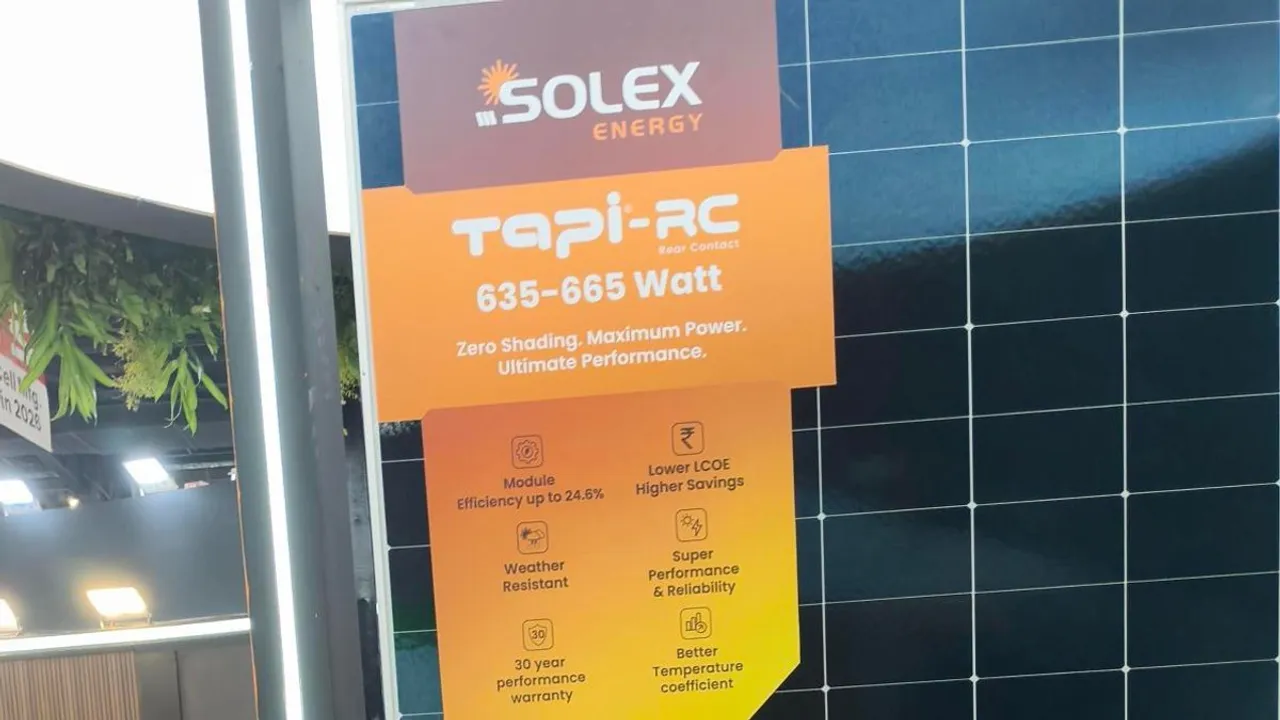 SOLEX
ENERGY
TAPi®-RC
Rear Contact
635-665 Watt
Zero Shading. Maximum Power.
Ultimate Performance.
Module
Efficiency up to 24.6%
₹
Lower LCOE
Higher Savings
Weather
Resistant
Super
Performance
& Reliability
30
30 year
performance
warranty
Better
Temperature
coefficient
in 2028